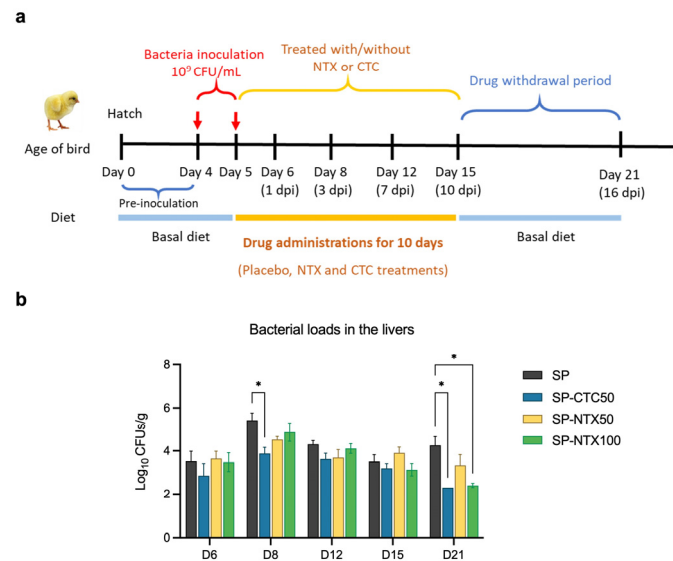 a
Bacteria inoculation
10⁹ CFU/mL
Treated with/without
NTX or CTC
Drug withdrawal period
Hatch
Age of bird
Day 0
Day 4
Day 5
Day 6
(1 dpi)
Day 8
(3 dpi)
Day 12
(7 dpi)
Day 15
(10 dpi)
Day 21
(16 dpi)
Pre-inoculation
Diet
Basal diet
Drug administrations for 10 days
(Placebo, NTX and CTC treatments)
Basal diet
b
Bacterial loads in the livers
Log₁₀ CFUs/g
8
6
4
2
0
*
*
*
D6
D8
D12
D15
D21
SP
SP-CTC50
SP-NTX50
SP-NTX100